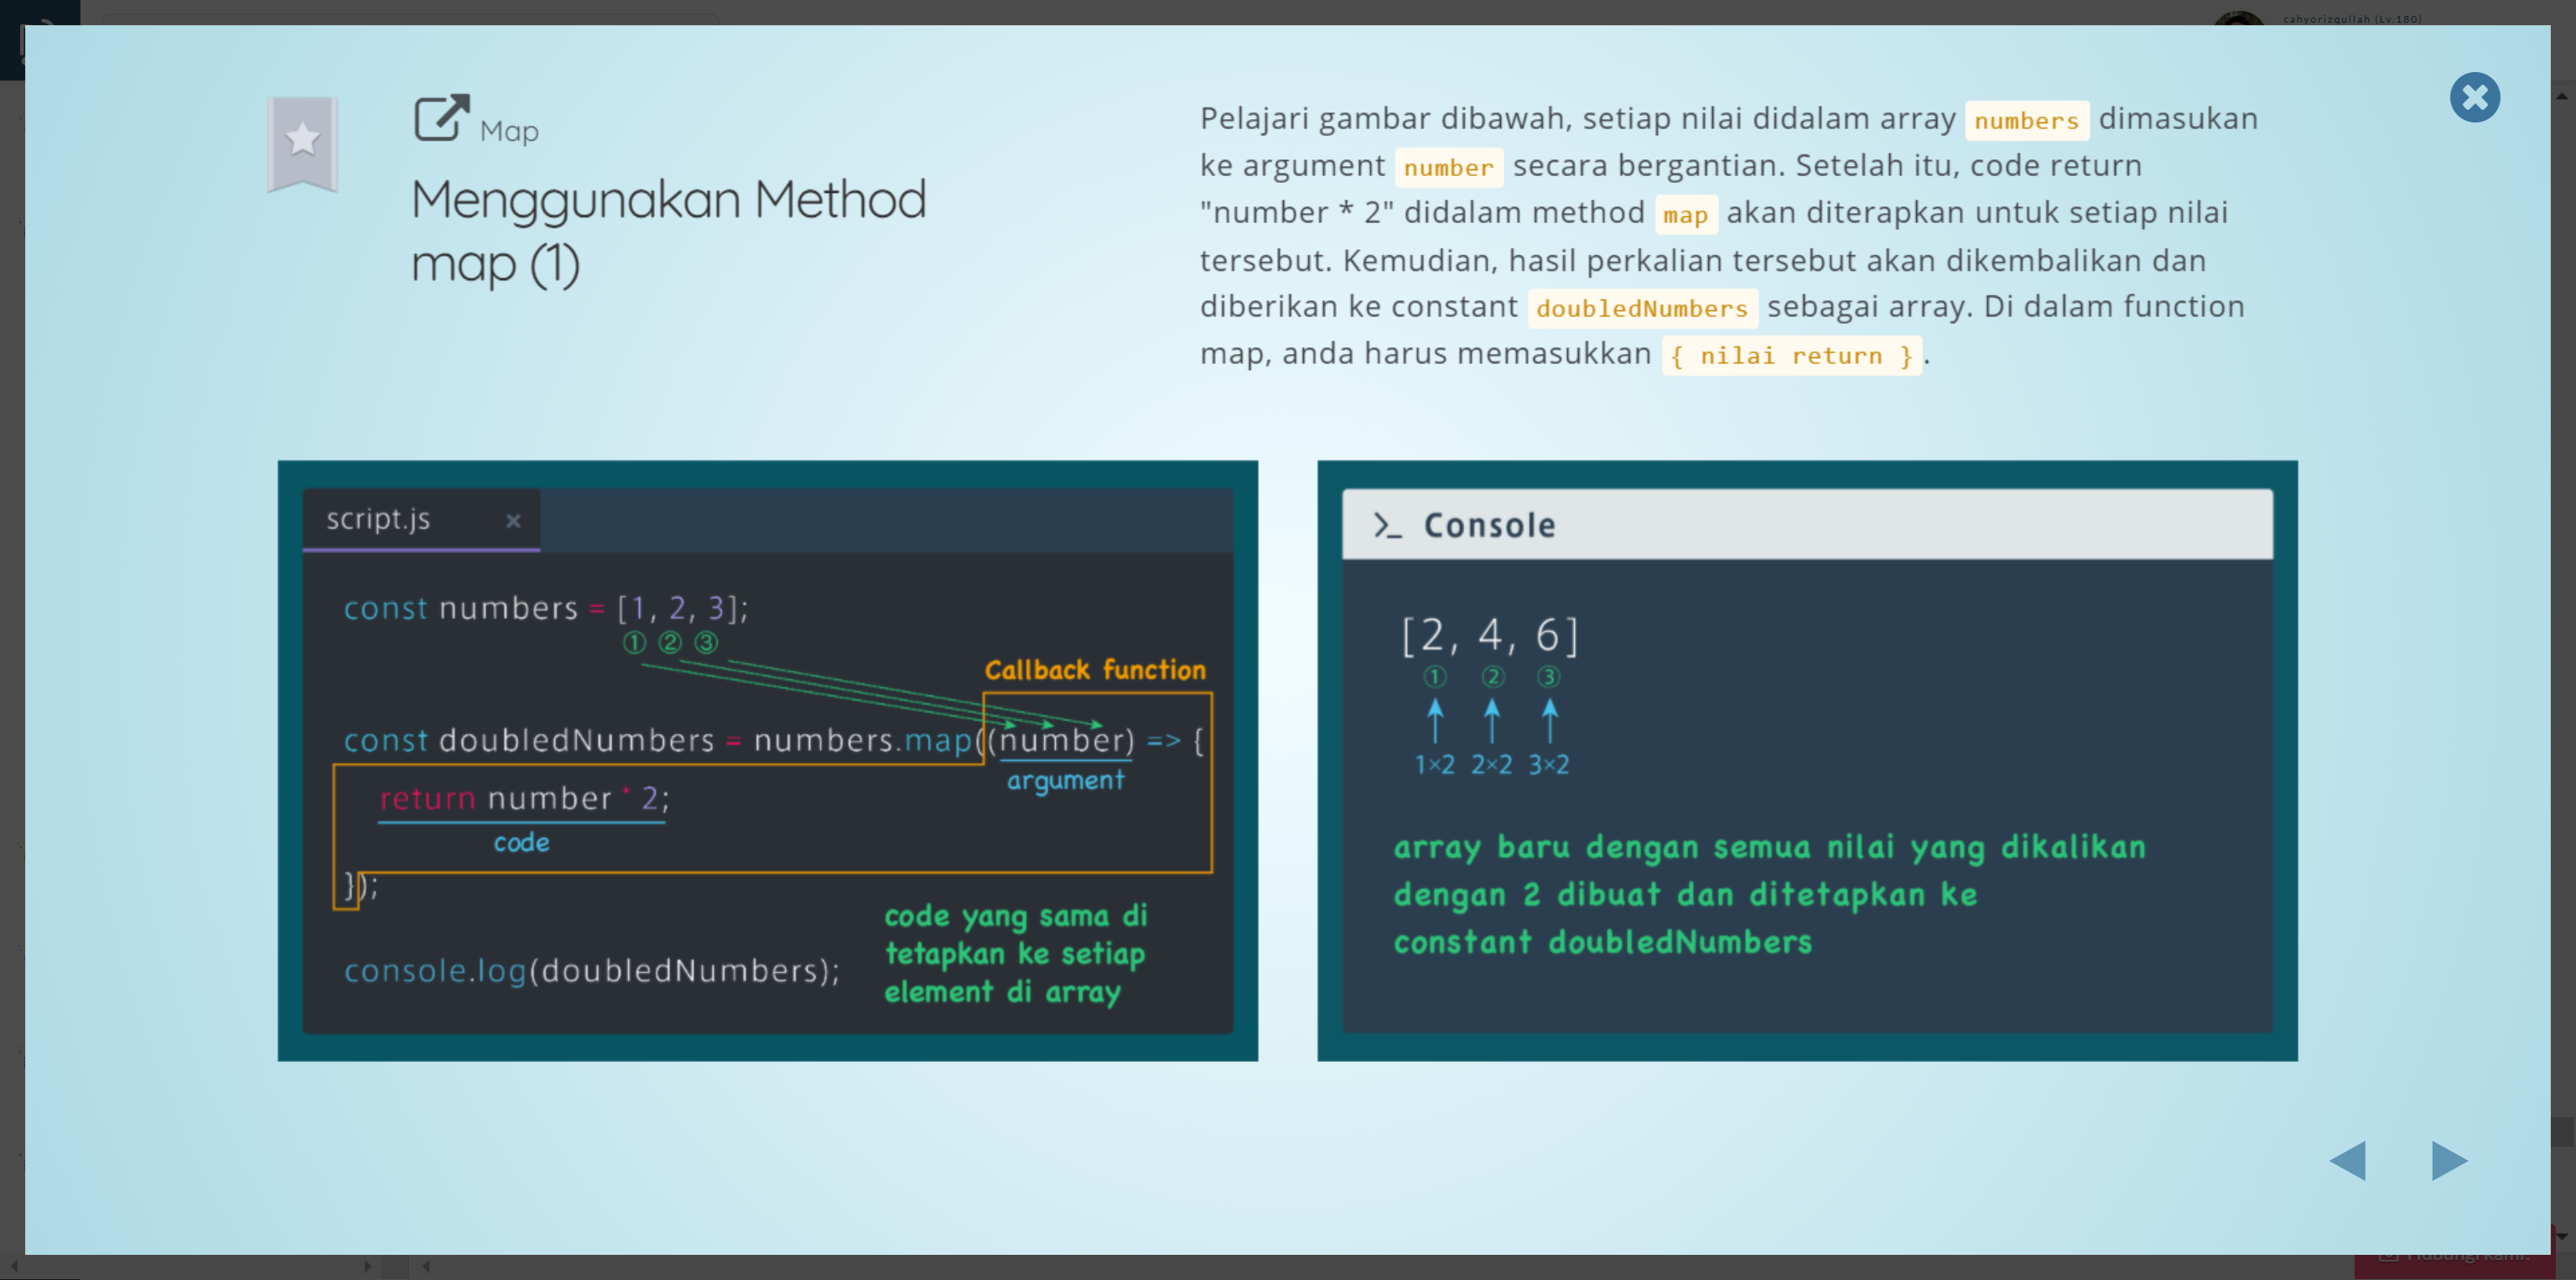 cahyorizqullah (Lv.180)
Map
Menggunakan Method
map (1)
Pelajari gambar dibawah, setiap nilai didalam array numbers dimasukan
ke argument number secara bergantian. Setelah itu, code return
"number * 2" didalam method map akan diterapkan untuk setiap nilai
tersebut. Kemudian, hasil perkalian tersebut akan dikembalikan dan
diberikan ke constant doubledNumbers sebagai array. Di dalam function
map, anda harus memasukkan { nilai return }.
script.js ×
const numbers = [1, 2, 3];
① ② ③
Callback function
const doubledNumbers = numbers.map((number) => {
argument
return number * 2;
code
});
code yang sama di
tetapkan ke setiap
element di array
console.log(doubledNumbers);
>_ Console
[2, 4, 6]
① ② ③
1×2 2×2 3×2
array baru dengan semua nilai yang dikalikan
dengan 2 dibuat dan ditetapkan ke
constant doubledNumbers
Hubungi kami!